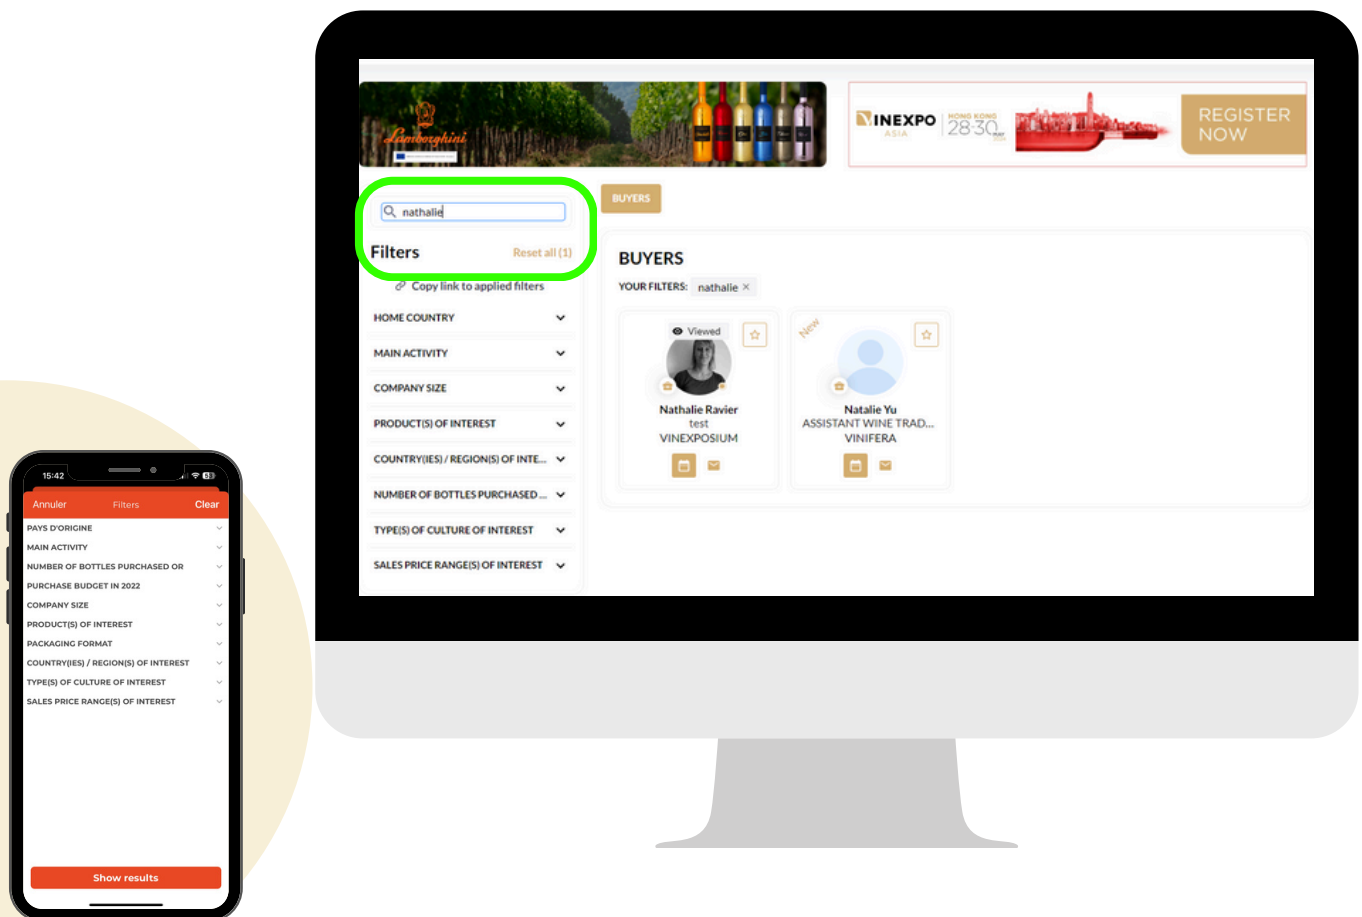 Lamborghini
VINEXPO
ASIA
HONG KONG
28-30 MAY
REGISTER
NOW
nathalie
BUYERS
Filters
Reset all (1)
Copy link to applied filters
HOME COUNTRY
MAIN ACTIVITY
COMPANY SIZE
PRODUCT(S) OF INTEREST
COUNTRY(IES) / REGION(S) OF INTE...
NUMBER OF BOTTLES PURCHASED ...
TYPE(S) OF CULTURE OF INTEREST
SALES PRICE RANGE(S) OF INTEREST
BUYERS
YOUR FILTERS: nathalie ×
Viewed
Nathalie Ravier
test
VINEXPOSIUM
New
Natalie Yu
ASSISTANT WINE TRAD...
VINIFERA
15:42
Annuler Filters Clear
PAYS D'ORIGINE
MAIN ACTIVITY
NUMBER OF BOTTLES PURCHASED OR
PURCHASE BUDGET IN 2022
COMPANY SIZE
PRODUCT(S) OF INTEREST
PACKAGING FORMAT
COUNTRY(IES) / REGION(S) OF INTEREST
TYPE(S) OF CULTURE OF INTEREST
SALES PRICE RANGE(S) OF INTEREST
Show results